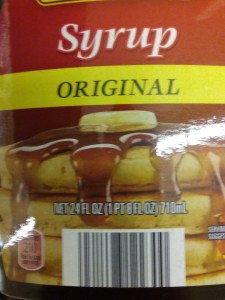 Syrup
ORIGINAL
NET 24 FL OZ (1 PT 8 FL OZ) 710mL